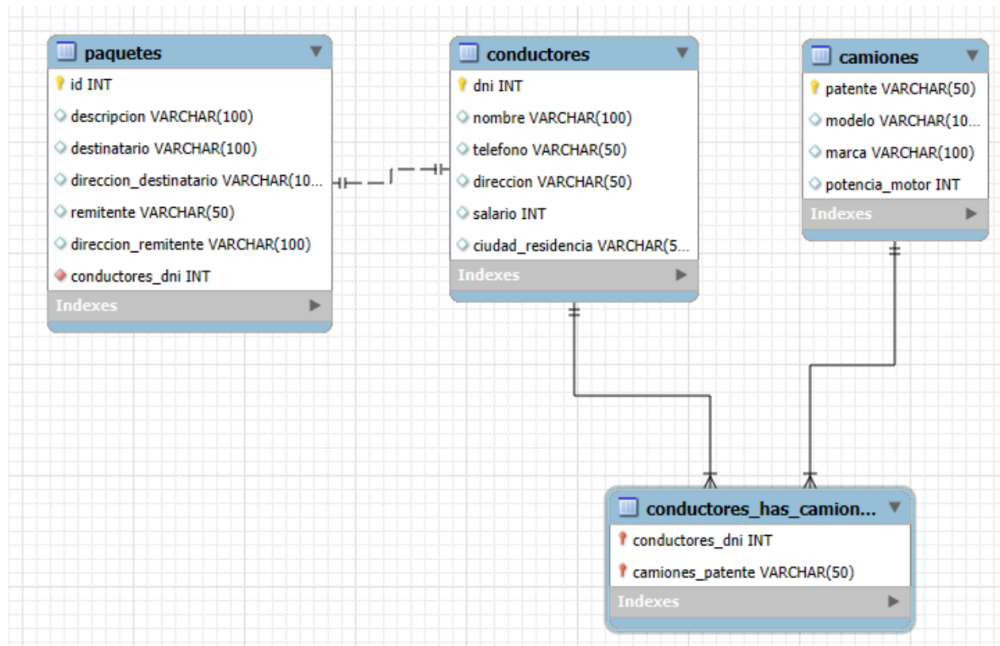 paquetes
id INT
descripcion VARCHAR(100)
destinatario VARCHAR(100)
direccion_destinatario VARCHAR(10...
remitente VARCHAR(50)
direccion_remitente VARCHAR(100)
conductores_dni INT
Indexes
conductores
dni INT
nombre VARCHAR(100)
telefono VARCHAR(50)
direccion VARCHAR(50)
salario INT
ciudad_residencia VARCHAR(5...
Indexes
camiones
patente VARCHAR(50)
modelo VARCHAR(10...
marca VARCHAR(100)
potencia_motor INT
Indexes
conductores_has_camion...
conductores_dni INT
camiones_patente VARCHAR(50)
Indexes